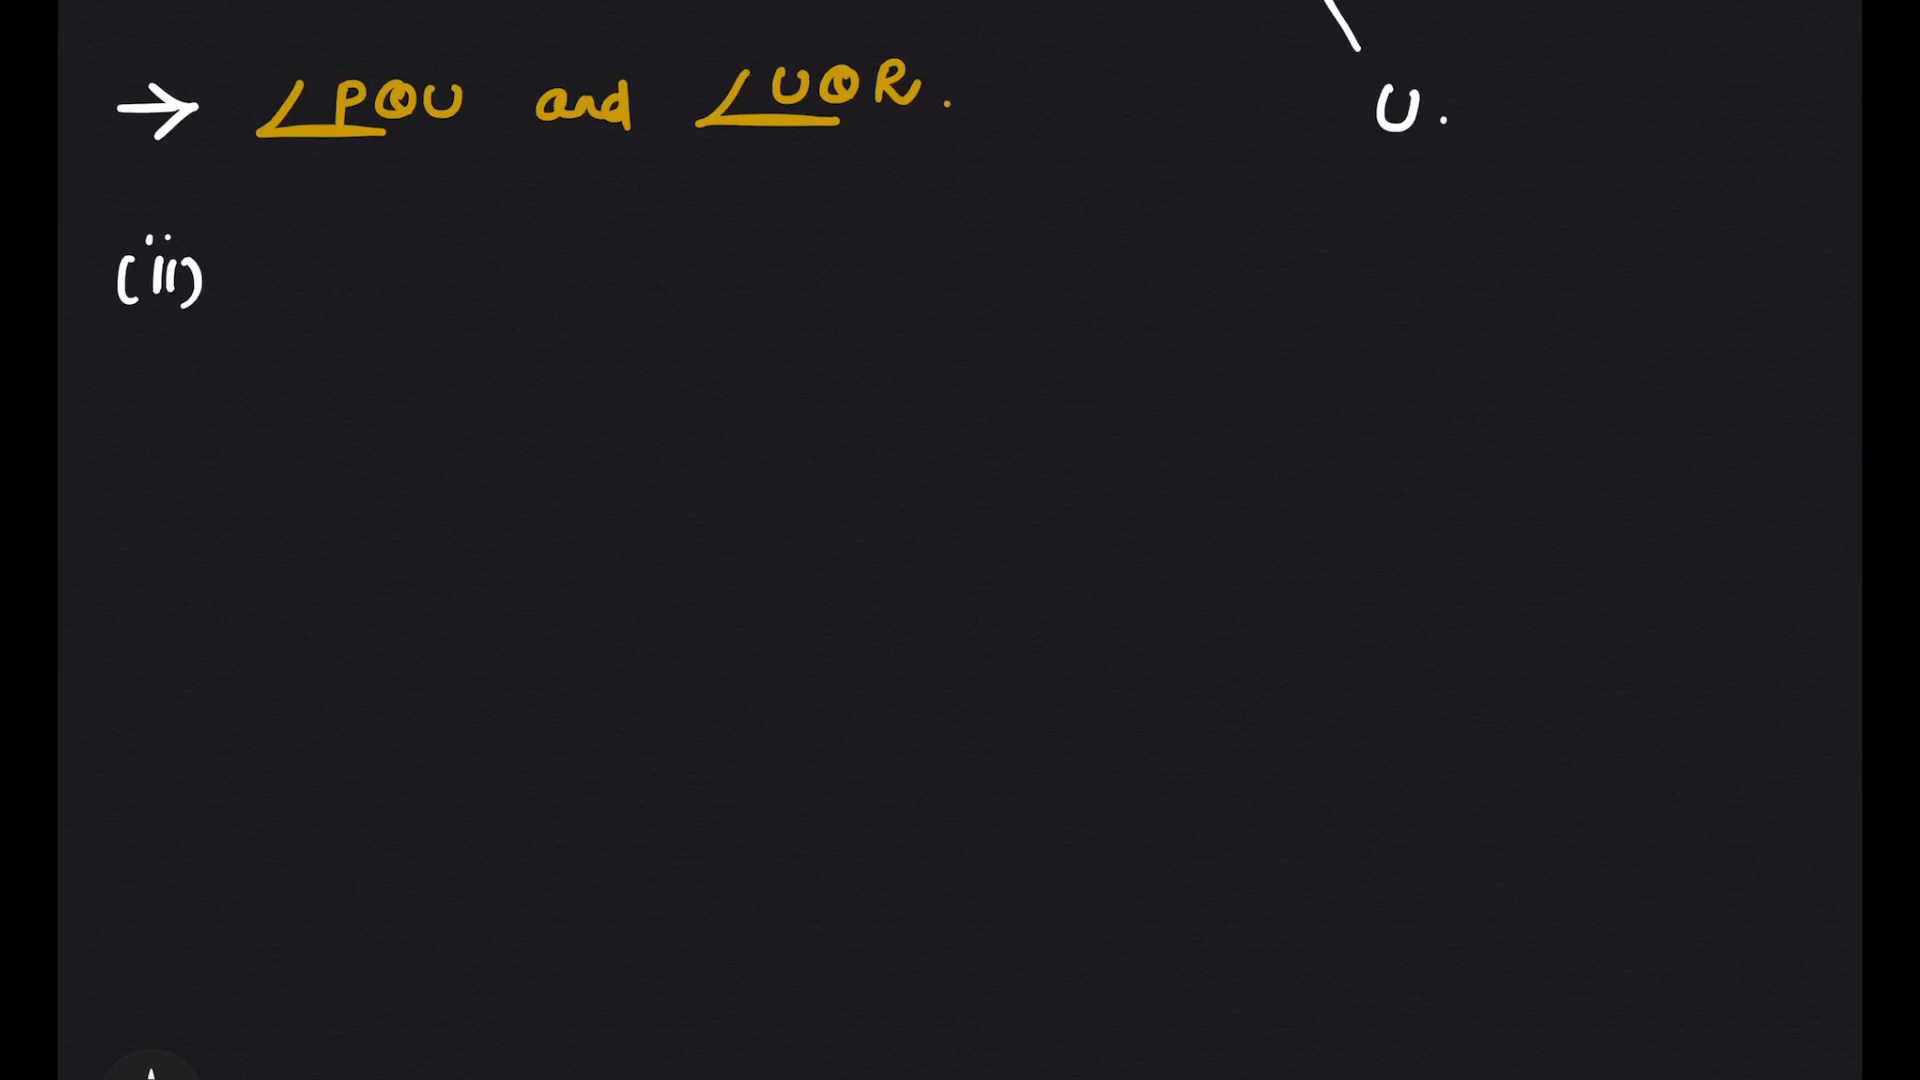 → ∠PQU and ∠UQR.
U.
(ii)